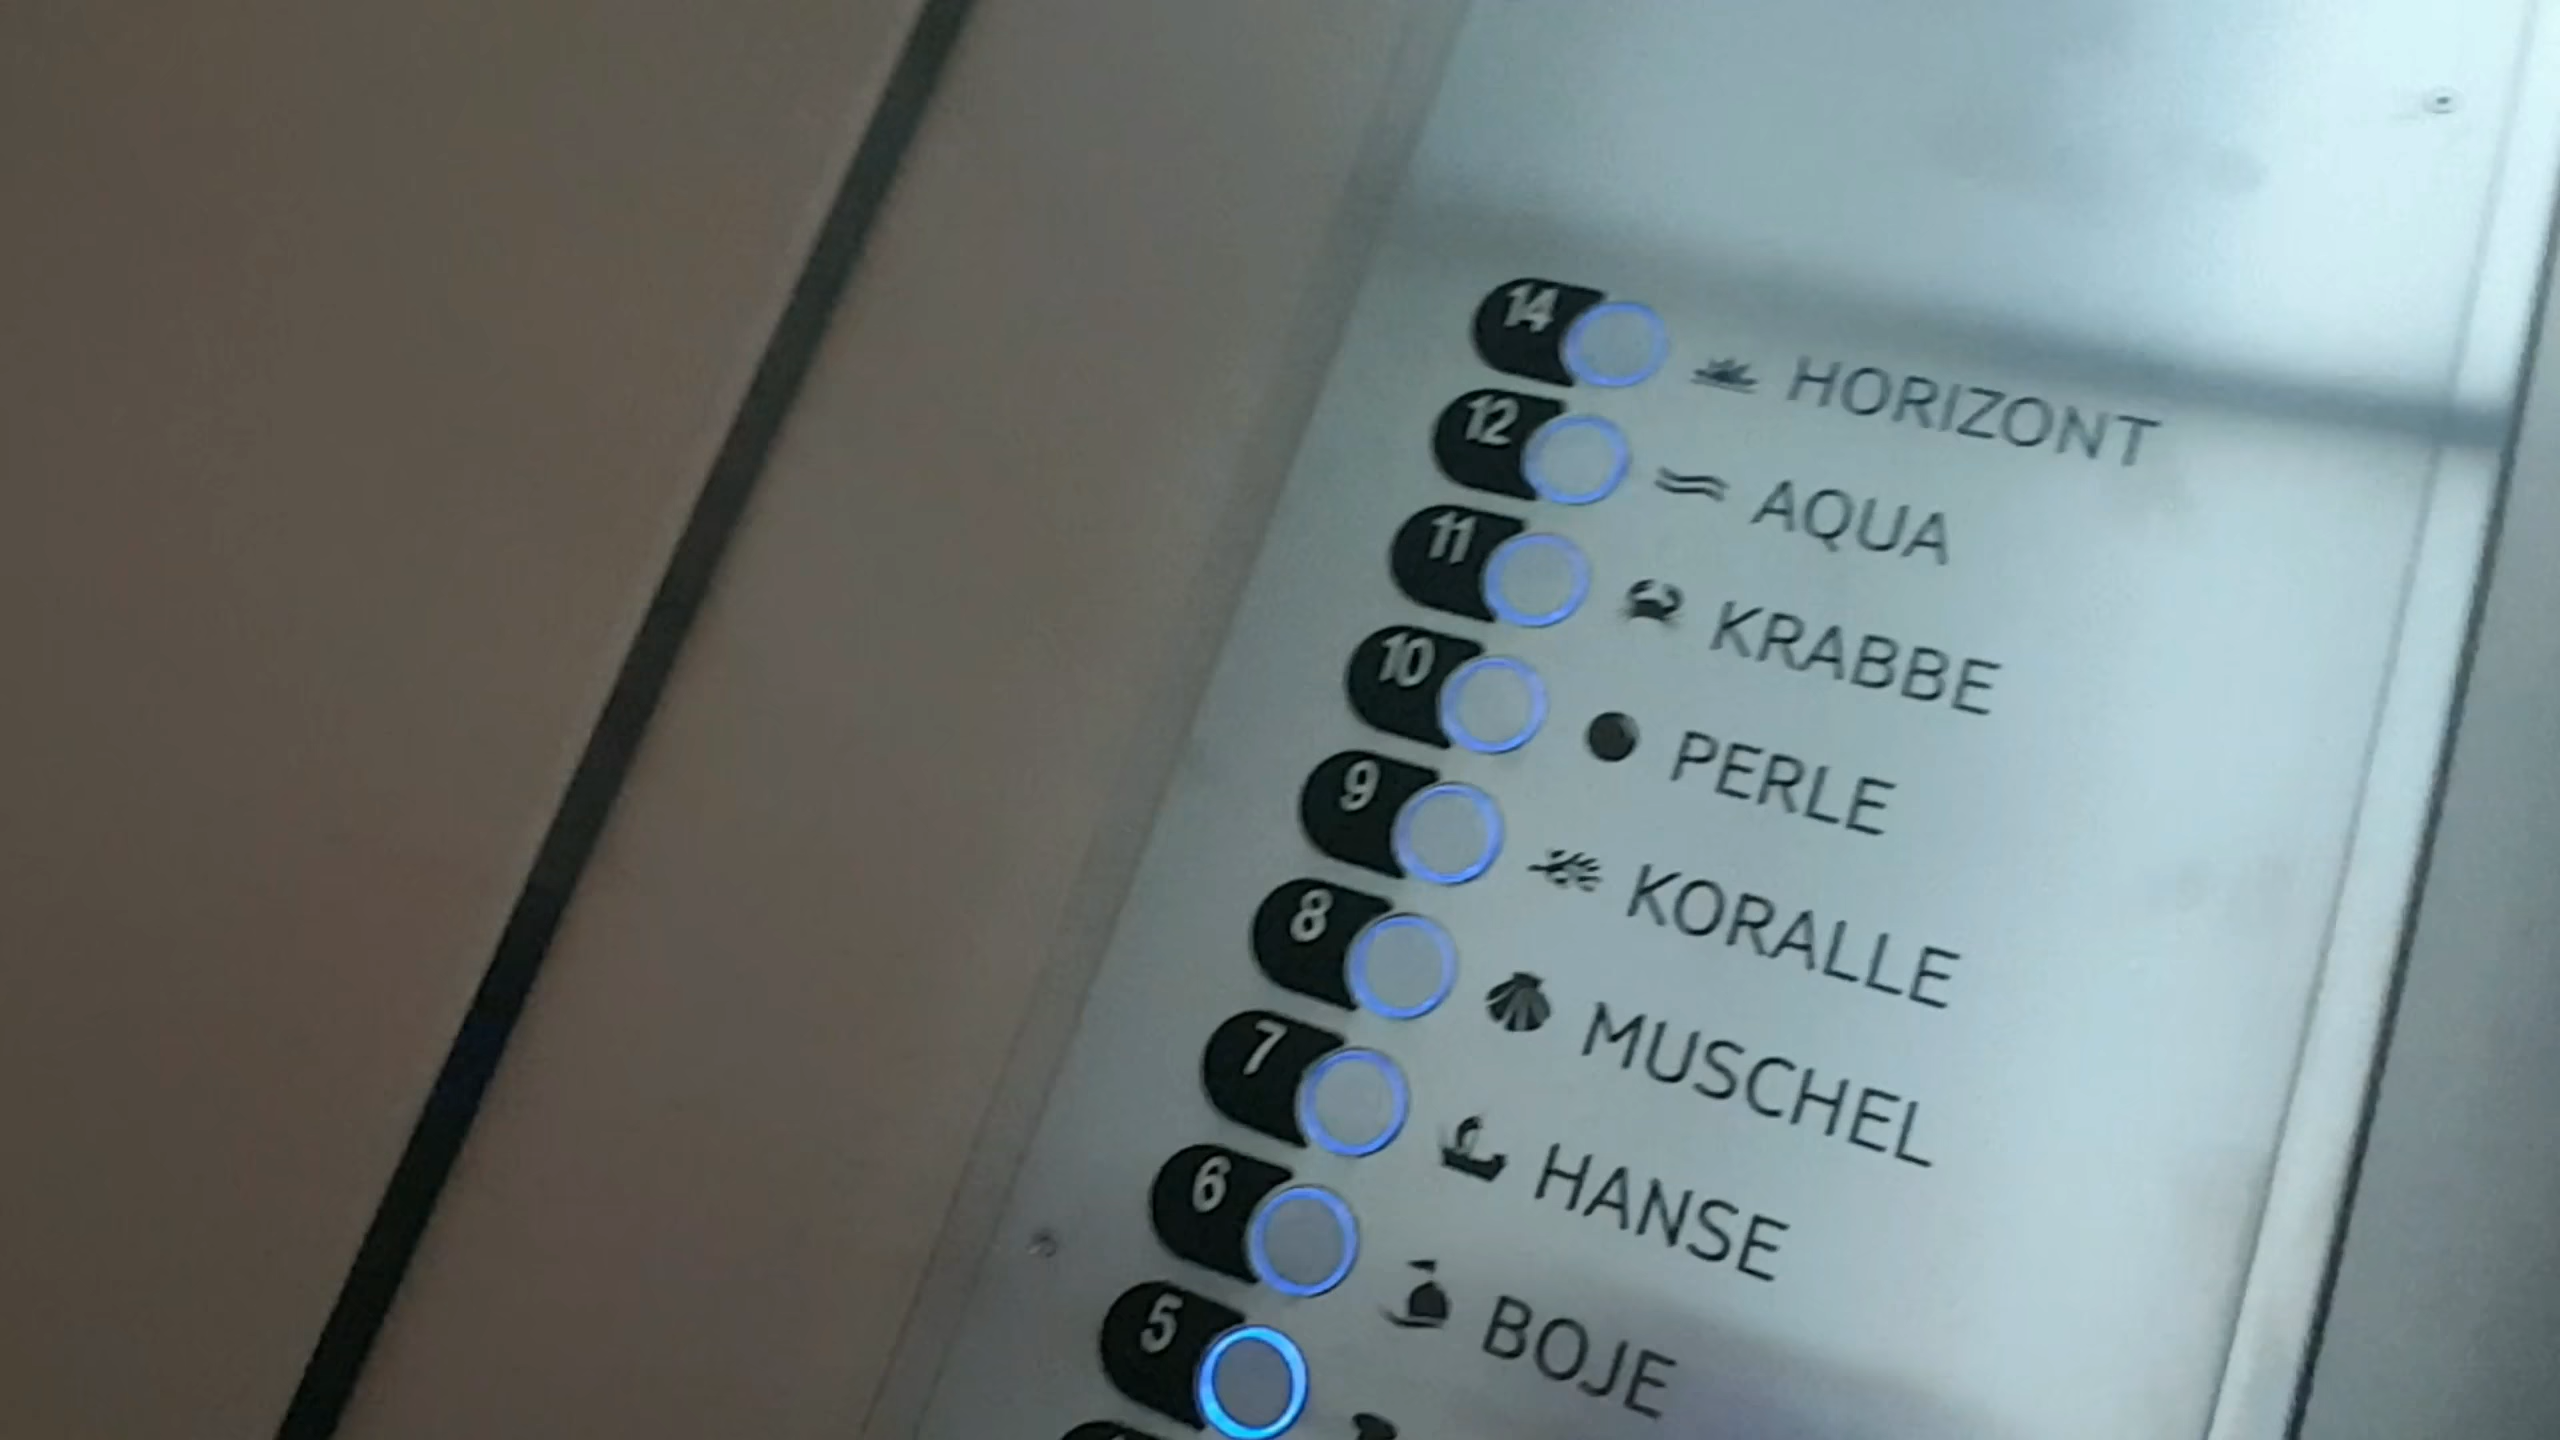 14 HORIZONT
12 AQUA
11 KRABBE
10 PERLE
9 KORALLE
8 MUSCHEL
7 HANSE
6 BOJE
5